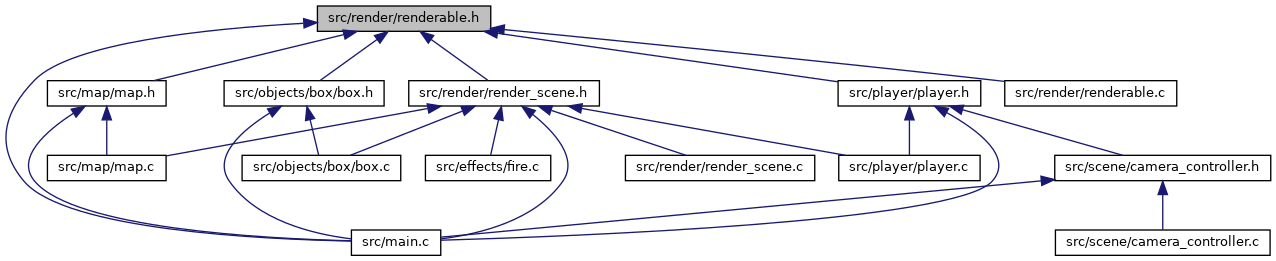 src/render/renderable.h
src/map/map.h
src/objects/box/box.h
src/render/render_scene.h
src/player/player.h
src/render/renderable.c
src/map/map.c
src/objects/box/box.c
src/effects/fire.c
src/render/render_scene.c
src/player/player.c
src/scene/camera_controller.h
src/main.c
src/scene/camera_controller.c